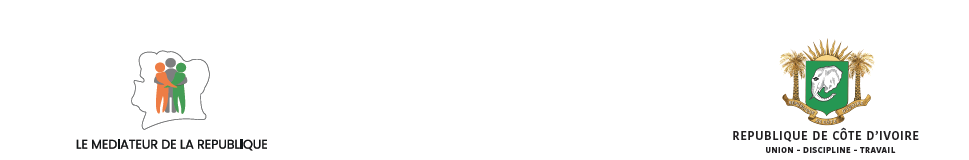 LE MEDIATEUR DE LA REPUBLIQUE
REPUBLIQUE DE CÔTE D'IVOIRE
UNION - DISCIPLINE - TRAVAIL